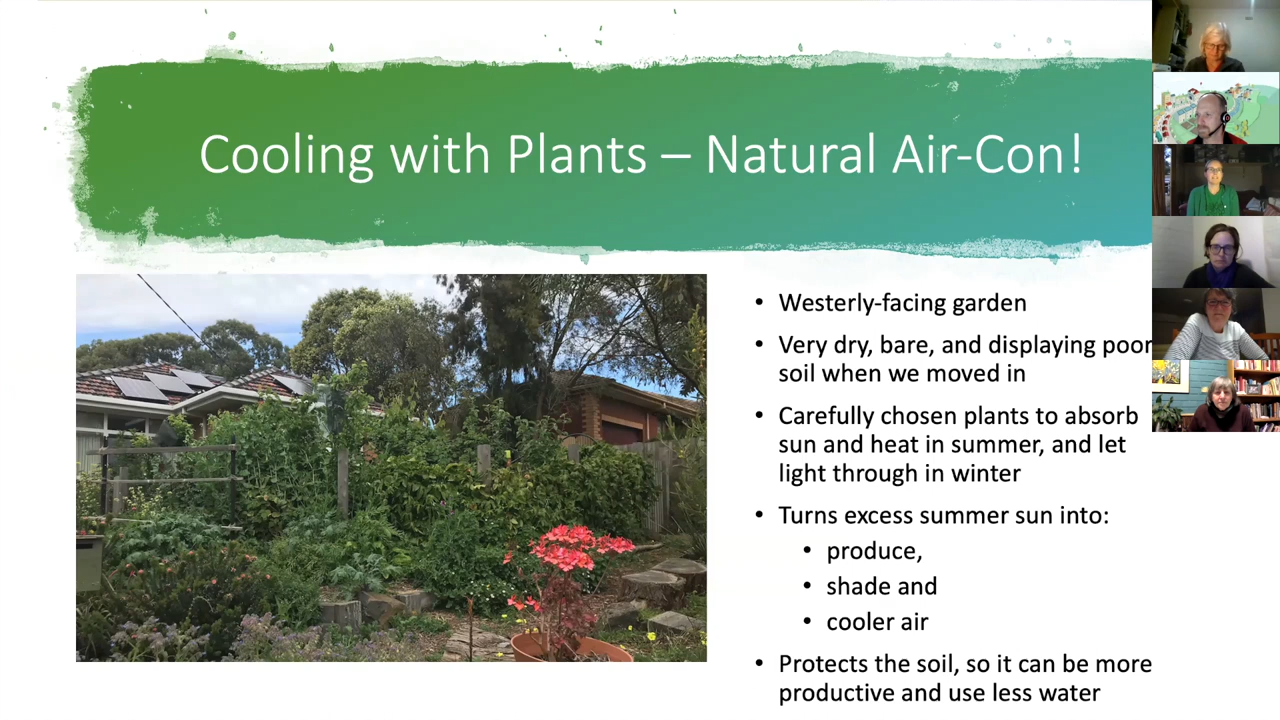 Cooling with Plants – Natural Air-Con!
• Westerly-facing garden
• Very dry, bare, and displaying poor
soil when we moved in
• Carefully chosen plants to absorb
sun and heat in summer, and let
light through in winter
• Turns excess summer sun into:
• produce,
• shade and
• cooler air
• Protects the soil, so it can be more
productive and use less water